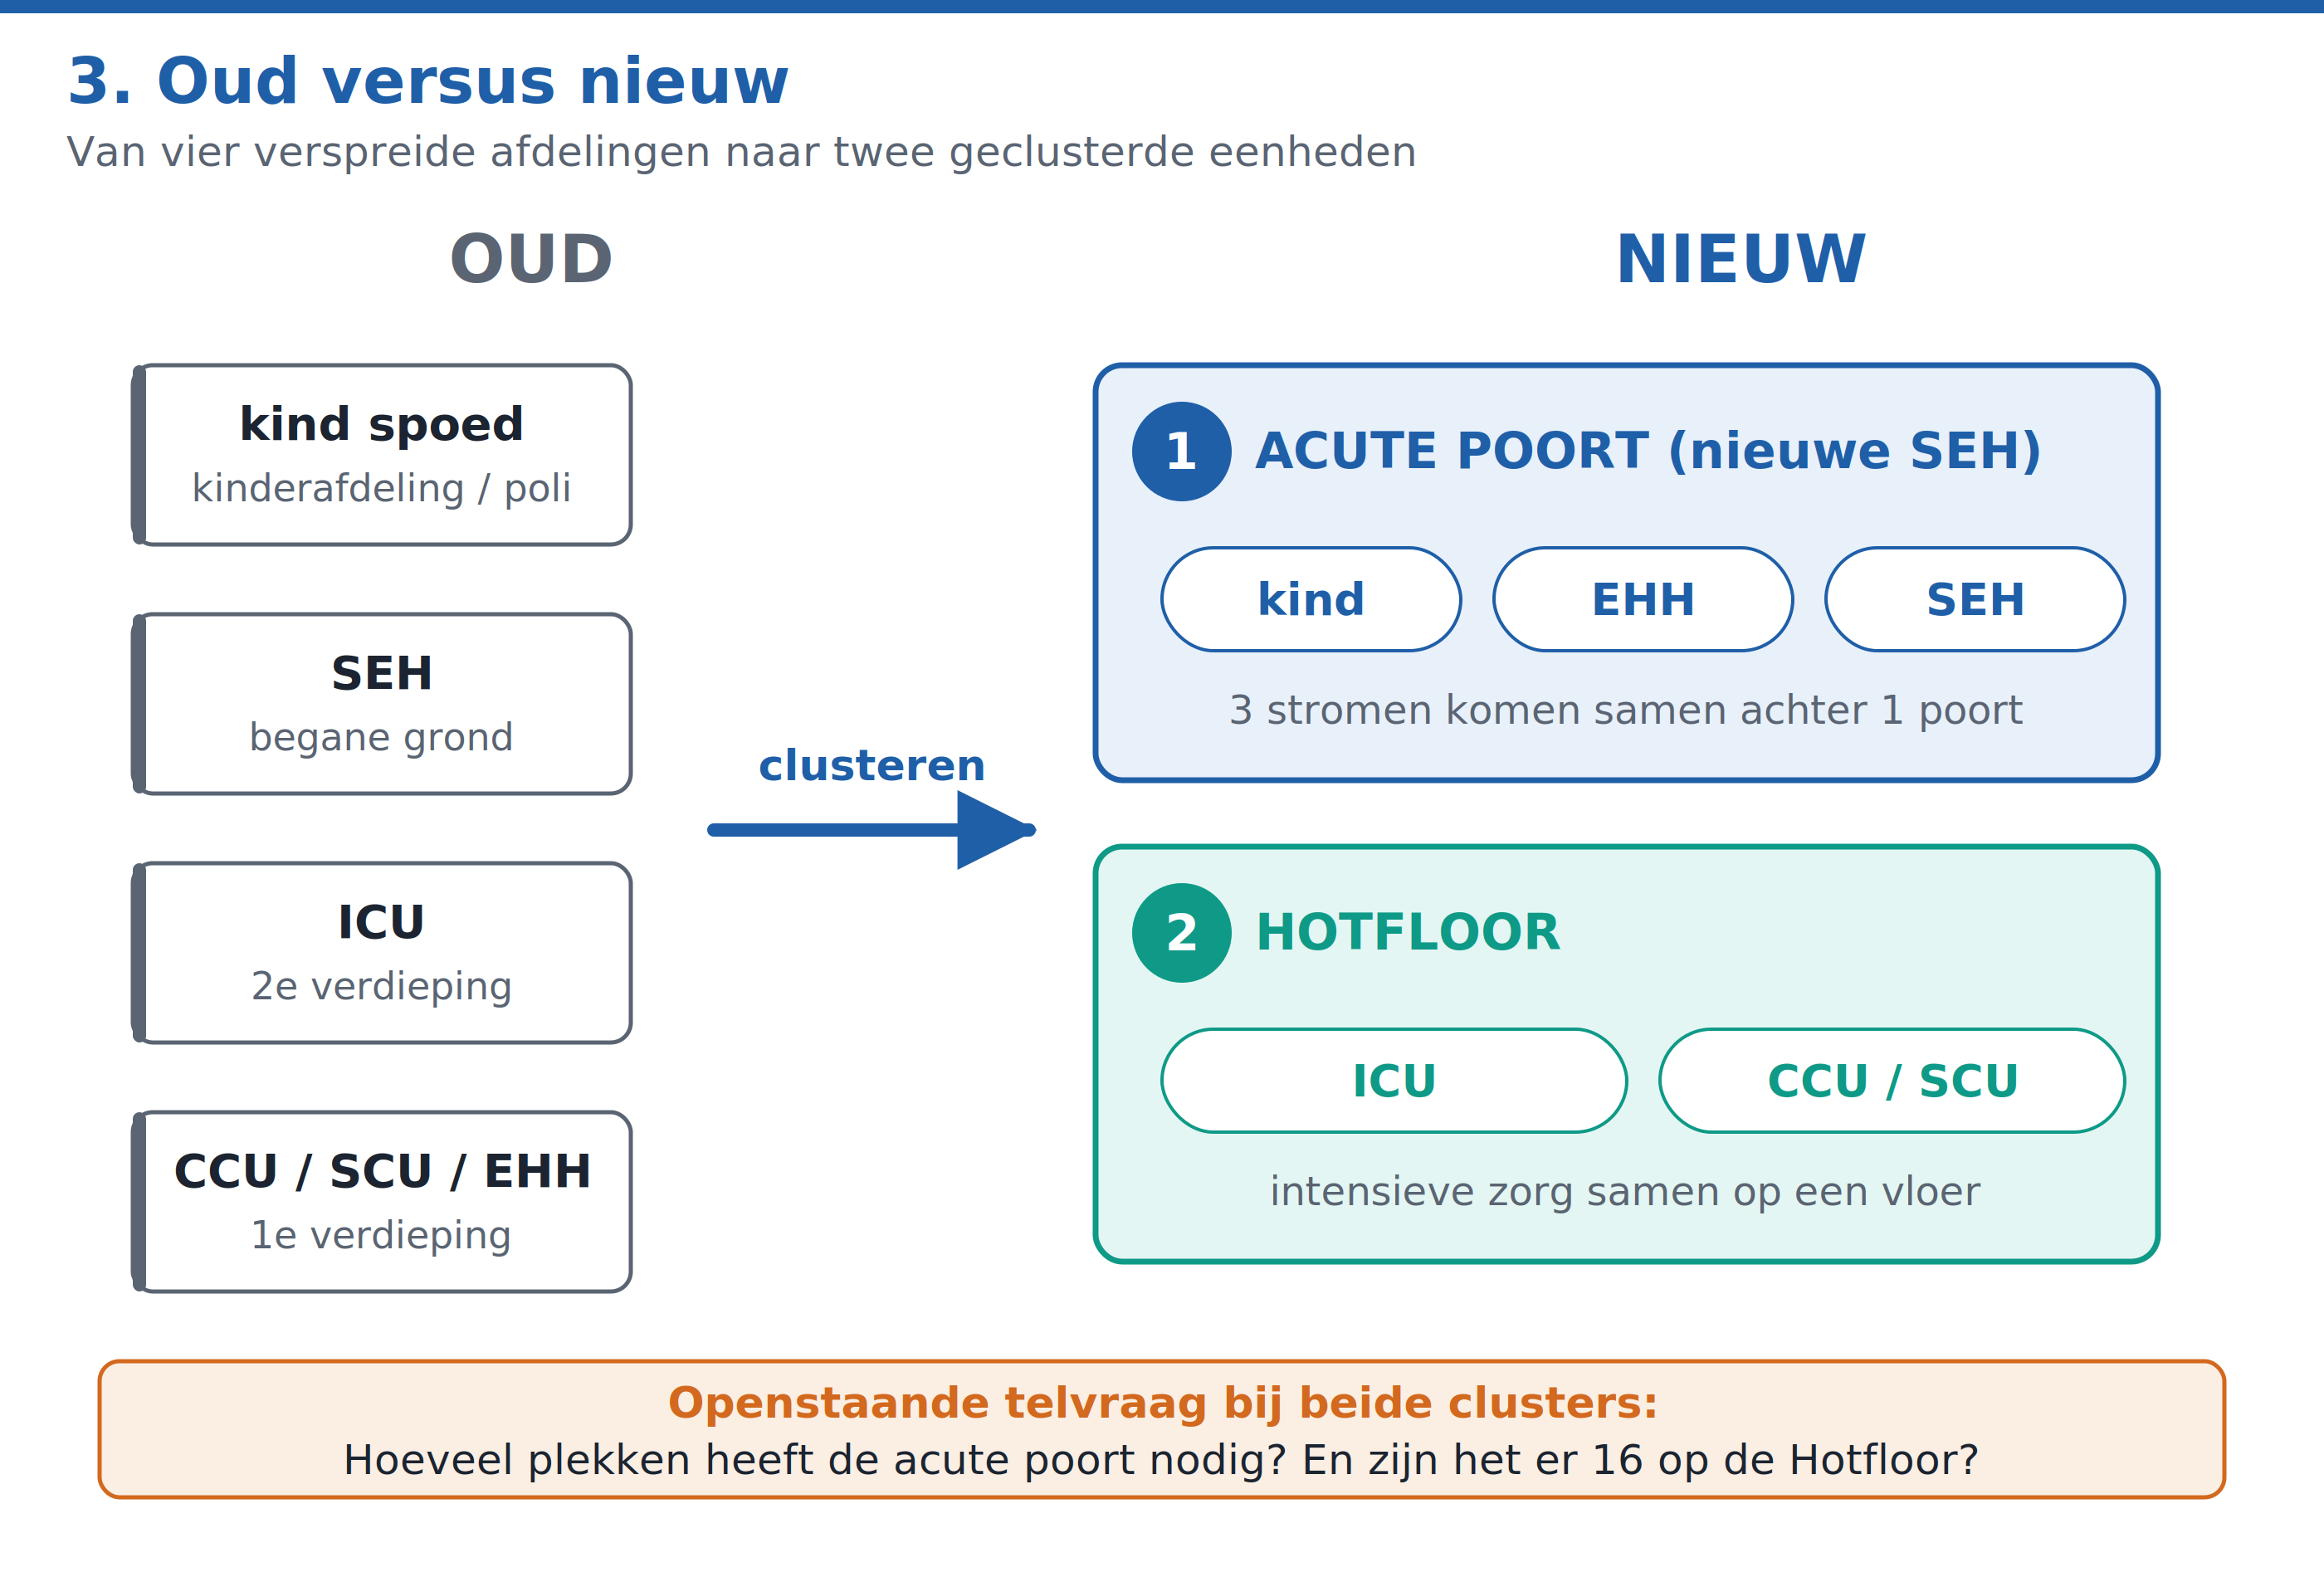 3. Oud versus nieuw
Van vier verspreide afdelingen naar twee geclusterde eenheden
OUD
kind spoed
kinderafdeling / poli
SEH
begane grond
ICU
2e verdieping
CCU / SCU / EHH
1e verdieping
clusteren
NIEUW
1 ACUTE POORT (nieuwe SEH)
kind EHH SEH
3 stromen komen samen achter 1 poort
2 HOTFLOOR
ICU CCU / SCU
intensieve zorg samen op een vloer
Openstaande telvraag bij beide clusters:
Hoeveel plekken heeft de acute poort nodig? En zijn het er 16 op de Hotfloor?